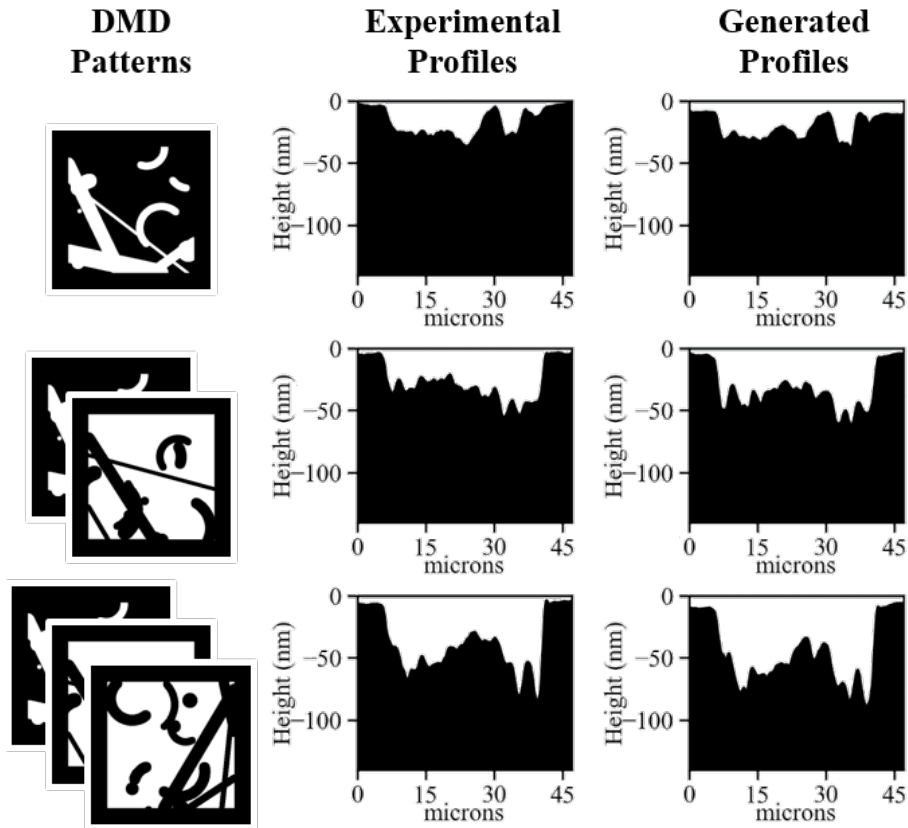 DMD
Patterns
Experimental
Profiles
Generated
Profiles
Height (nm)
0
−50
−100
0 15 30 45
microns
Height (nm)
0
−50
−100
0 15 30 45
microns
Height (nm)
0
−50
−100
0 15 30 45
microns
Height (nm)
0
−50
−100
0 15 30 45
microns
Height (nm)
0
−50
−100
0 15 30 45
microns
Height (nm)
0
−50
−100
0 15 30 45
microns